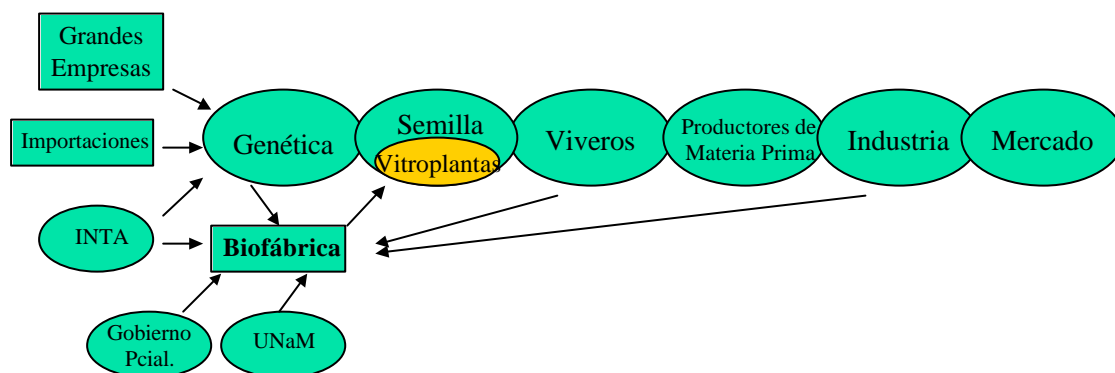 Grandes
Empresas
Importaciones
Genética
Semilla
Vitroplantas
Viveros
Productores de
Materia Prima
Industria
Mercado
INTA
Biofábrica
Gobierno
Pcial.
UNaM